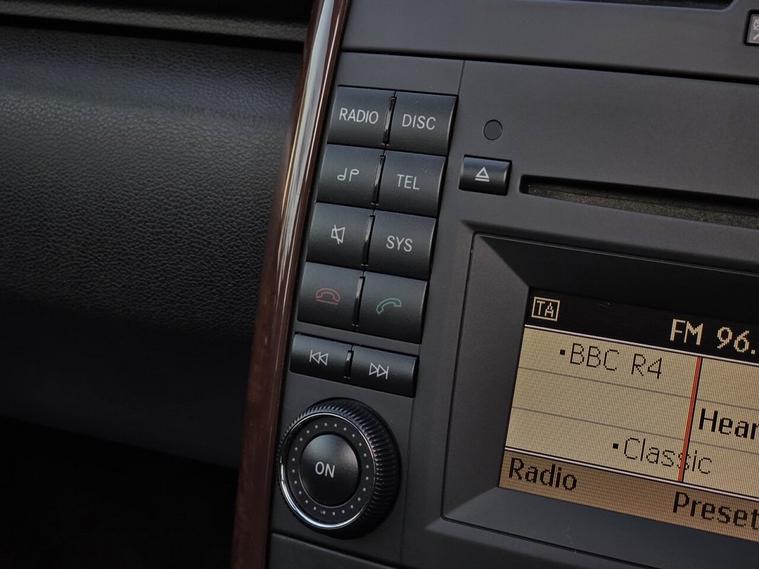 RADIO DISC
TEL
SYS
ON
TA
FM 96.
BBC R4
Hear
Classic
Radio
Preset